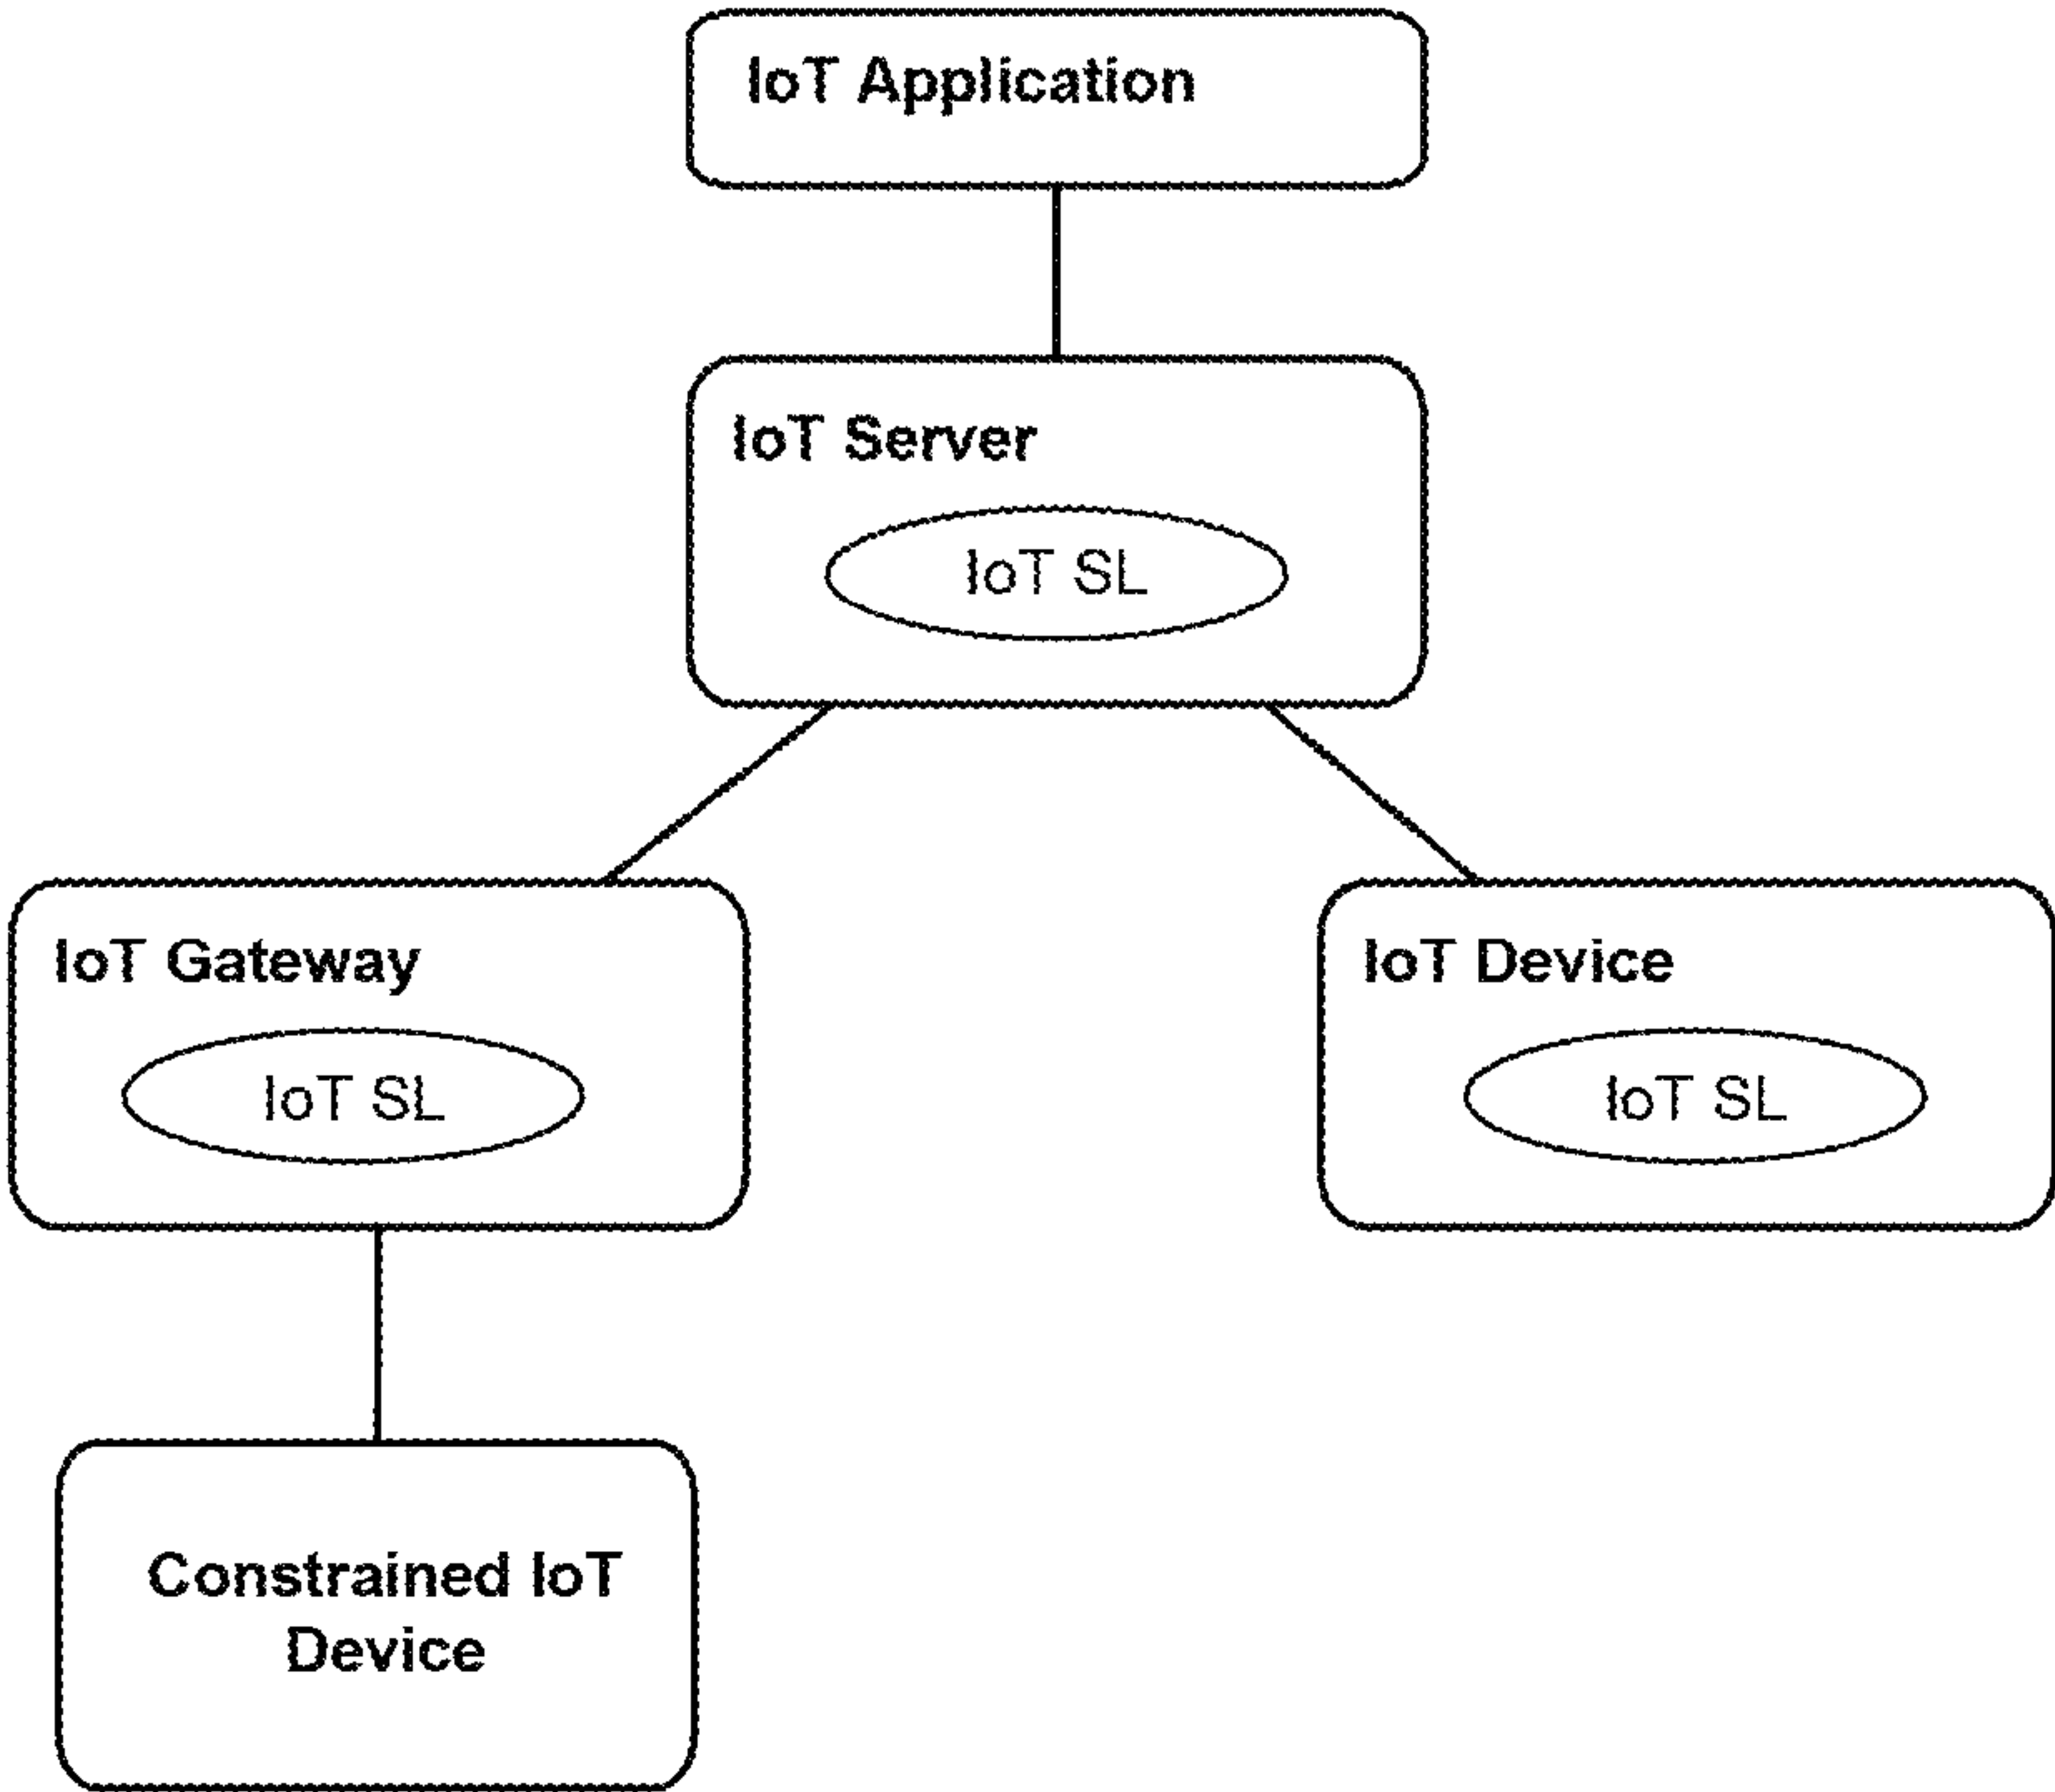 IoT Application
IoT Server
IoT SL
IoT Gateway
IoT SL
IoT Device
IoT SL
Constrained IoT
Device